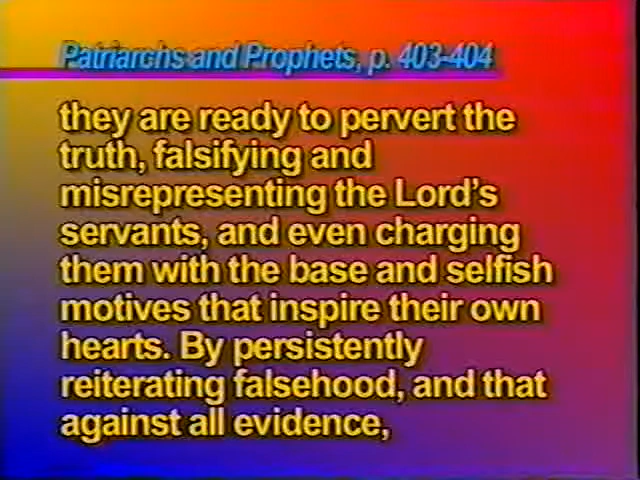 Patriarchs and Prophets, p. 403-404
they are ready to pervert the
truth, falsifying and
misrepresenting the Lord's
servants, and even charging
them with the base and selfish
motives that inspire their own
hearts. By persistently
reiterating falsehood, and that
against all evidence,